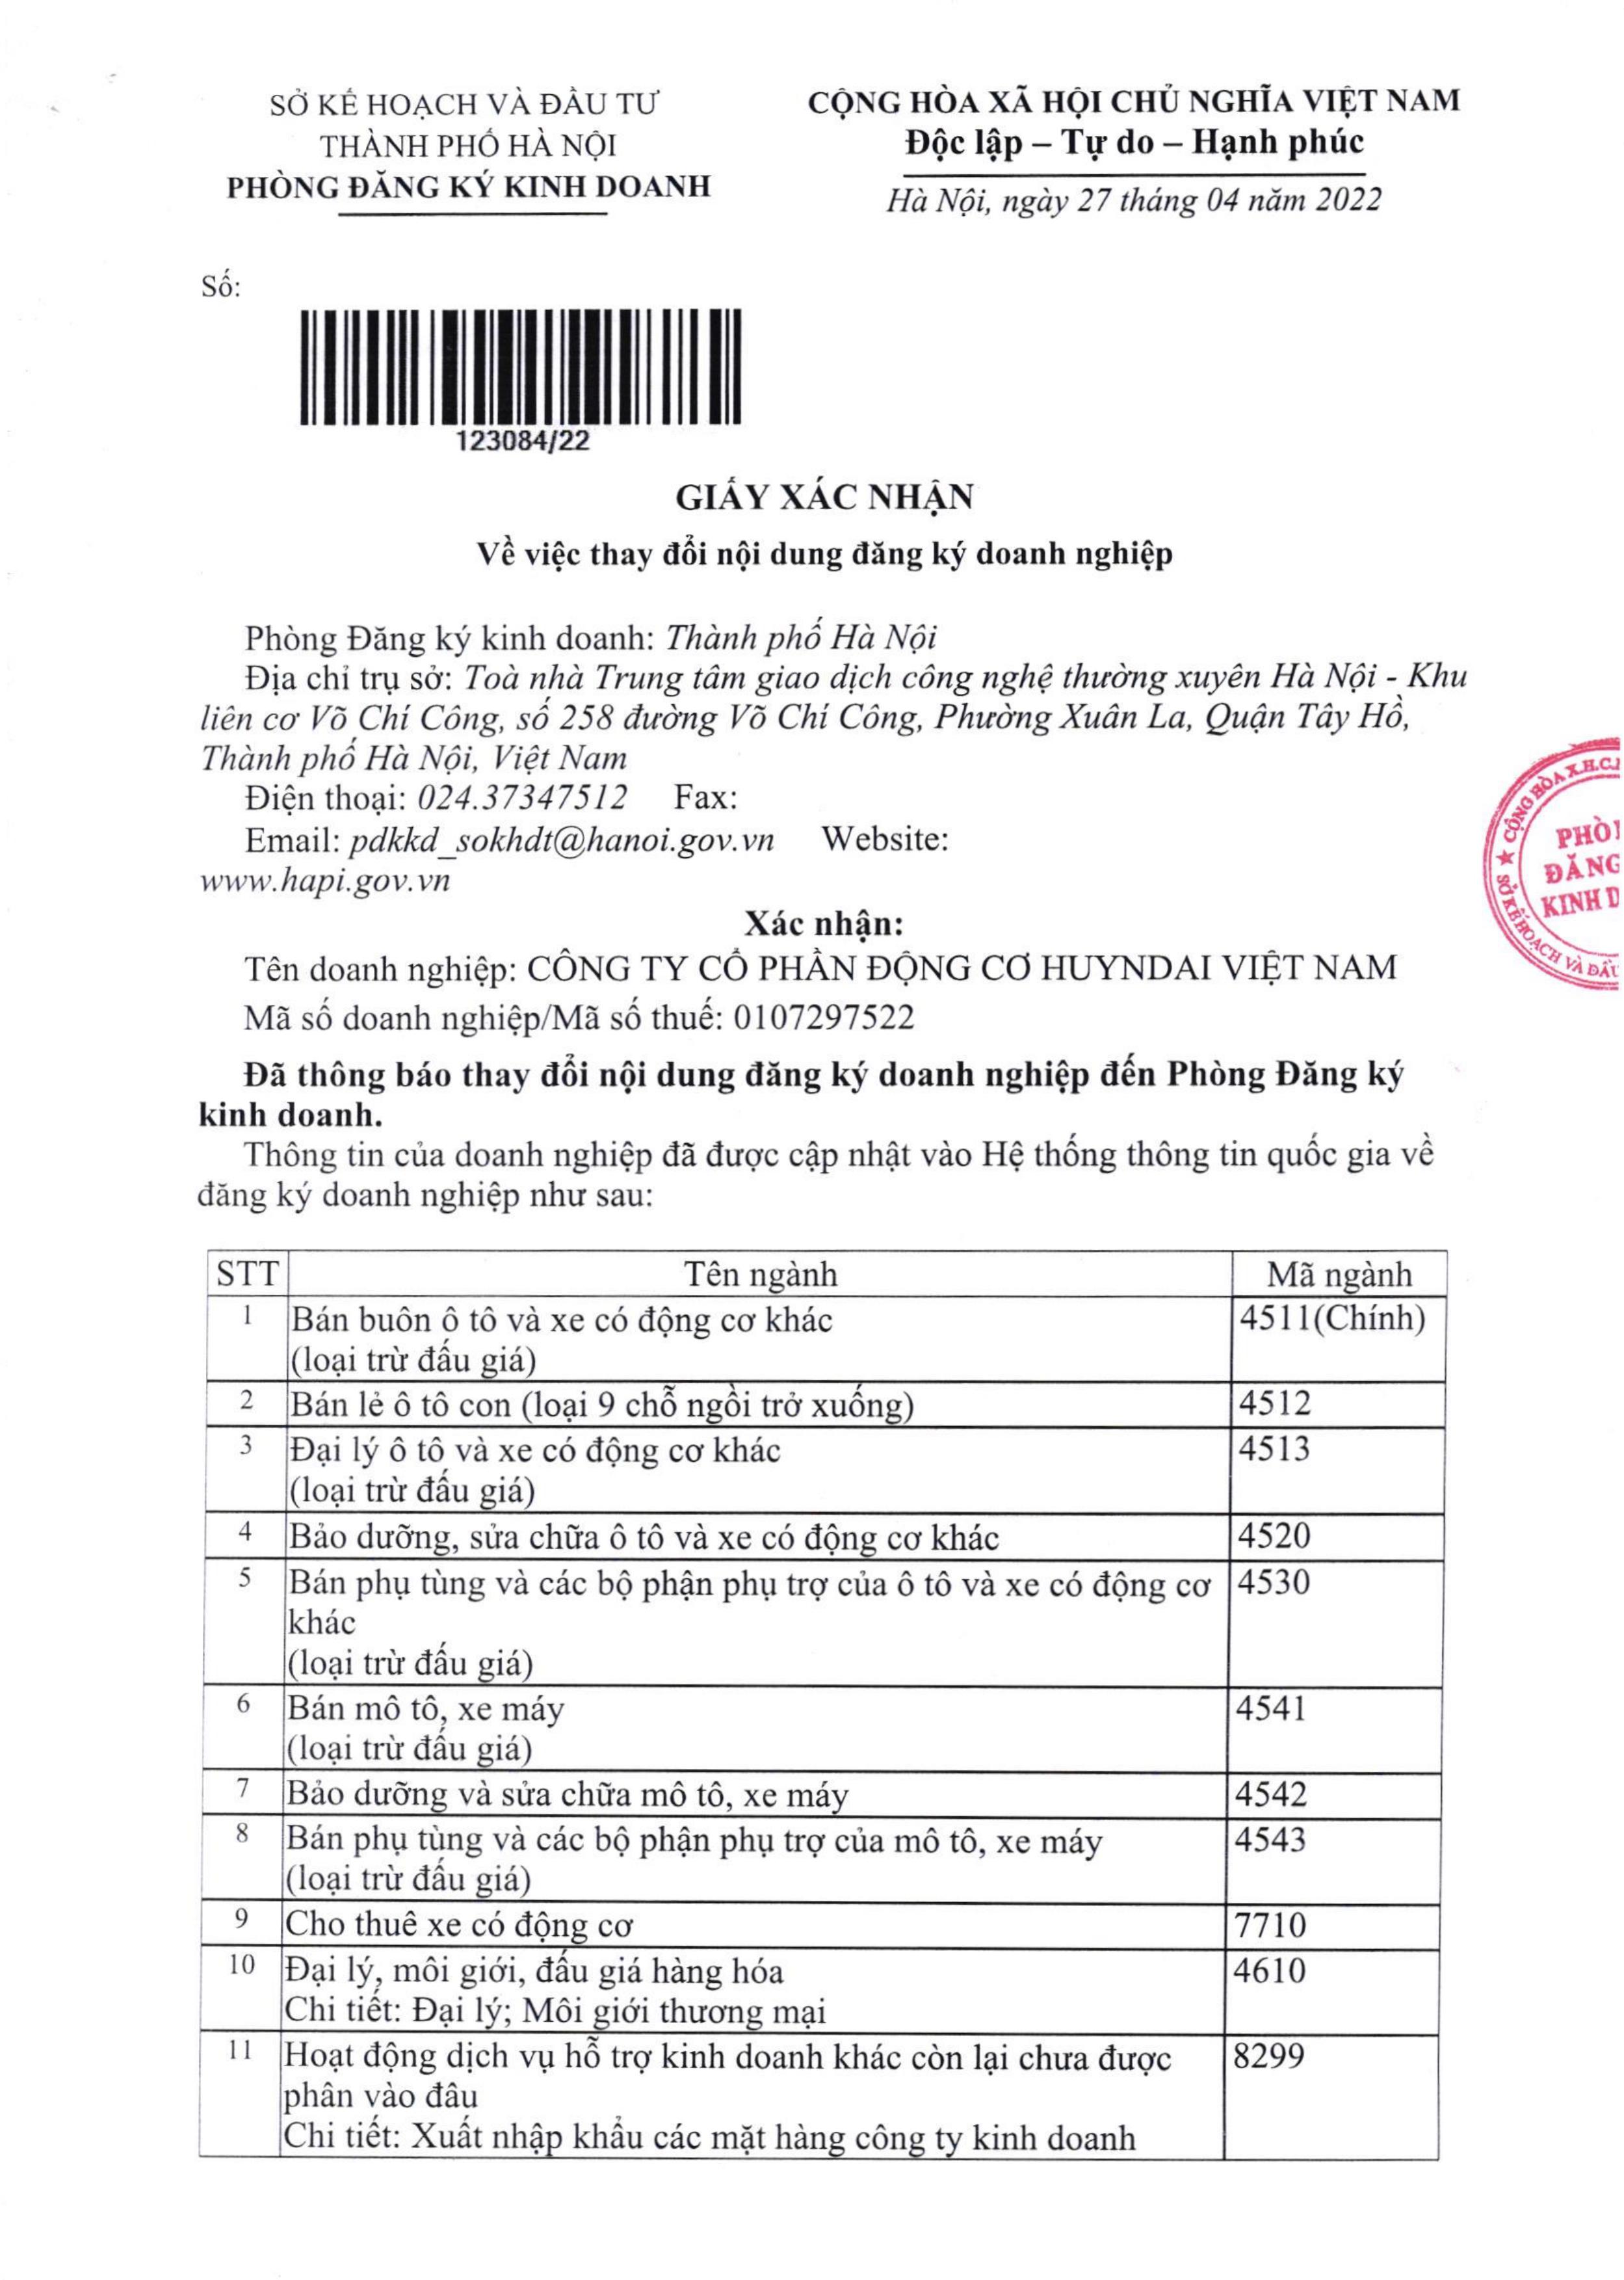 SỞ KẾ HOẠCH VÀ ĐẦU TƯ
THÀNH PHỐ HÀ NỘI
PHÒNG ĐĂNG KÝ KINH DOANH
CỘNG HÒA XÃ HỘI CHỦ NGHĨA VIỆT NAM
Độc lập – Tự do – Hạnh phúc
Hà Nội, ngày 27 tháng 04 năm 2022
Số:
123084/22
GIẤY XÁC NHẬN
Về việc thay đổi nội dung đăng ký doanh nghiệp
Phòng Đăng ký kinh doanh: Thành phố Hà Nội
Địa chỉ trụ sở: Toà nhà Trung tâm giao dịch công nghệ thường xuyên Hà Nội - Khu
liên cơ Võ Chí Công, số 258 đường Võ Chí Công, Phường Xuân La, Quận Tây Hồ,
Thành phố Hà Nội, Việt Nam
Điện thoại: 024.37347512 Fax:
Email: pdkkd_sokhdt@hanoi.gov.vn Website:
www.hapi.gov.vn
CỘNG HÒA X.H.C.
PHÒ
ĐĂNG
KINH D
SỞ KẾ HOẠCH VÀ ĐẦU
Xác nhận:
Tên doanh nghiệp: CÔNG TY CỔ PHẦN ĐỘNG CƠ HUYNDAI VIỆT NAM
Mã số doanh nghiệp/Mã số thuế: 0107297522
Đã thông báo thay đổi nội dung đăng ký doanh nghiệp đến Phòng Đăng ký
kinh doanh.
Thông tin của doanh nghiệp đã được cập nhật vào Hệ thống thông tin quốc gia về
đăng ký doanh nghiệp như sau:
STT Tên ngành Mã ngành
1 Bán buôn ô tô và xe có động cơ khác 4511(Chính)
(loại trừ đấu giá)
2 Bán lẻ ô tô con (loại 9 chỗ ngồi trở xuống) 4512
3 Đại lý ô tô và xe có động cơ khác 4513
(loại trừ đấu giá)
4 Bảo dưỡng, sửa chữa ô tô và xe có động cơ khác 4520
5 Bán phụ tùng và các bộ phận phụ trợ của ô tô và xe có động cơ 4530
khác
(loại trừ đấu giá)
6 Bán mô tô, xe máy 4541
(loại trừ đấu giá)
7 Bảo dưỡng và sửa chữa mô tô, xe máy 4542
8 Bán phụ tùng và các bộ phận phụ trợ của mô tô, xe máy 4543
(loại trừ đấu giá)
9 Cho thuê xe có động cơ 7710
10 Đại lý, môi giới, đấu giá hàng hóa 4610
Chi tiết: Đại lý; Môi giới thương mại
11 Hoạt động dịch vụ hỗ trợ kinh doanh khác còn lại chưa được 8299
phân vào đâu
Chi tiết: Xuất nhập khẩu các mặt hàng công ty kinh doanh